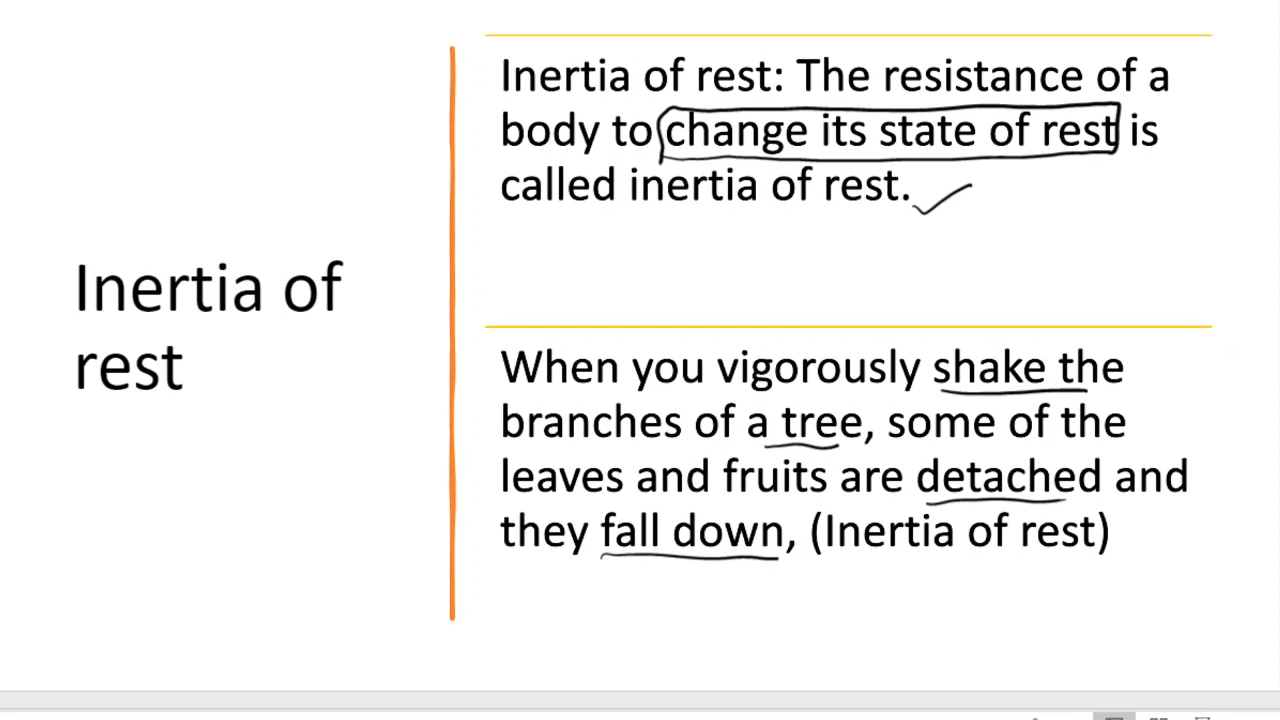 Inertia of
rest
Inertia of rest: The resistance of a
body to change its state of rest is
called inertia of rest.
When you vigorously shake the
branches of a tree, some of the
leaves and fruits are detached and
they fall down, (Inertia of rest)